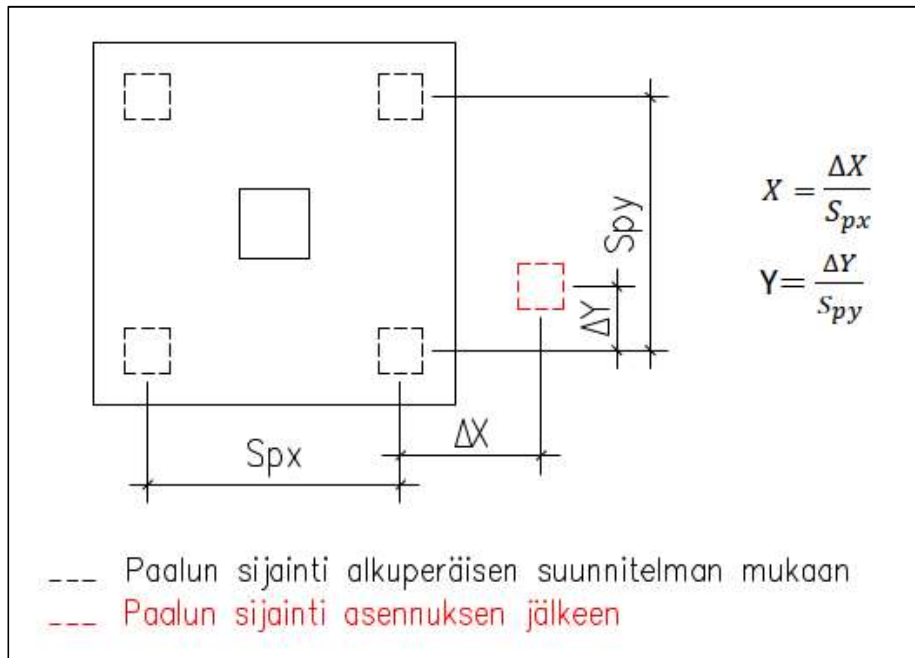 Spy
X = ΔX / Spx
ΔY
Y= ΔY / Spy
ΔX
Spx
--- Paalun sijainti alkuperäisen suunnitelman mukaan
--- Paalun sijainti asennuksen jälkeen